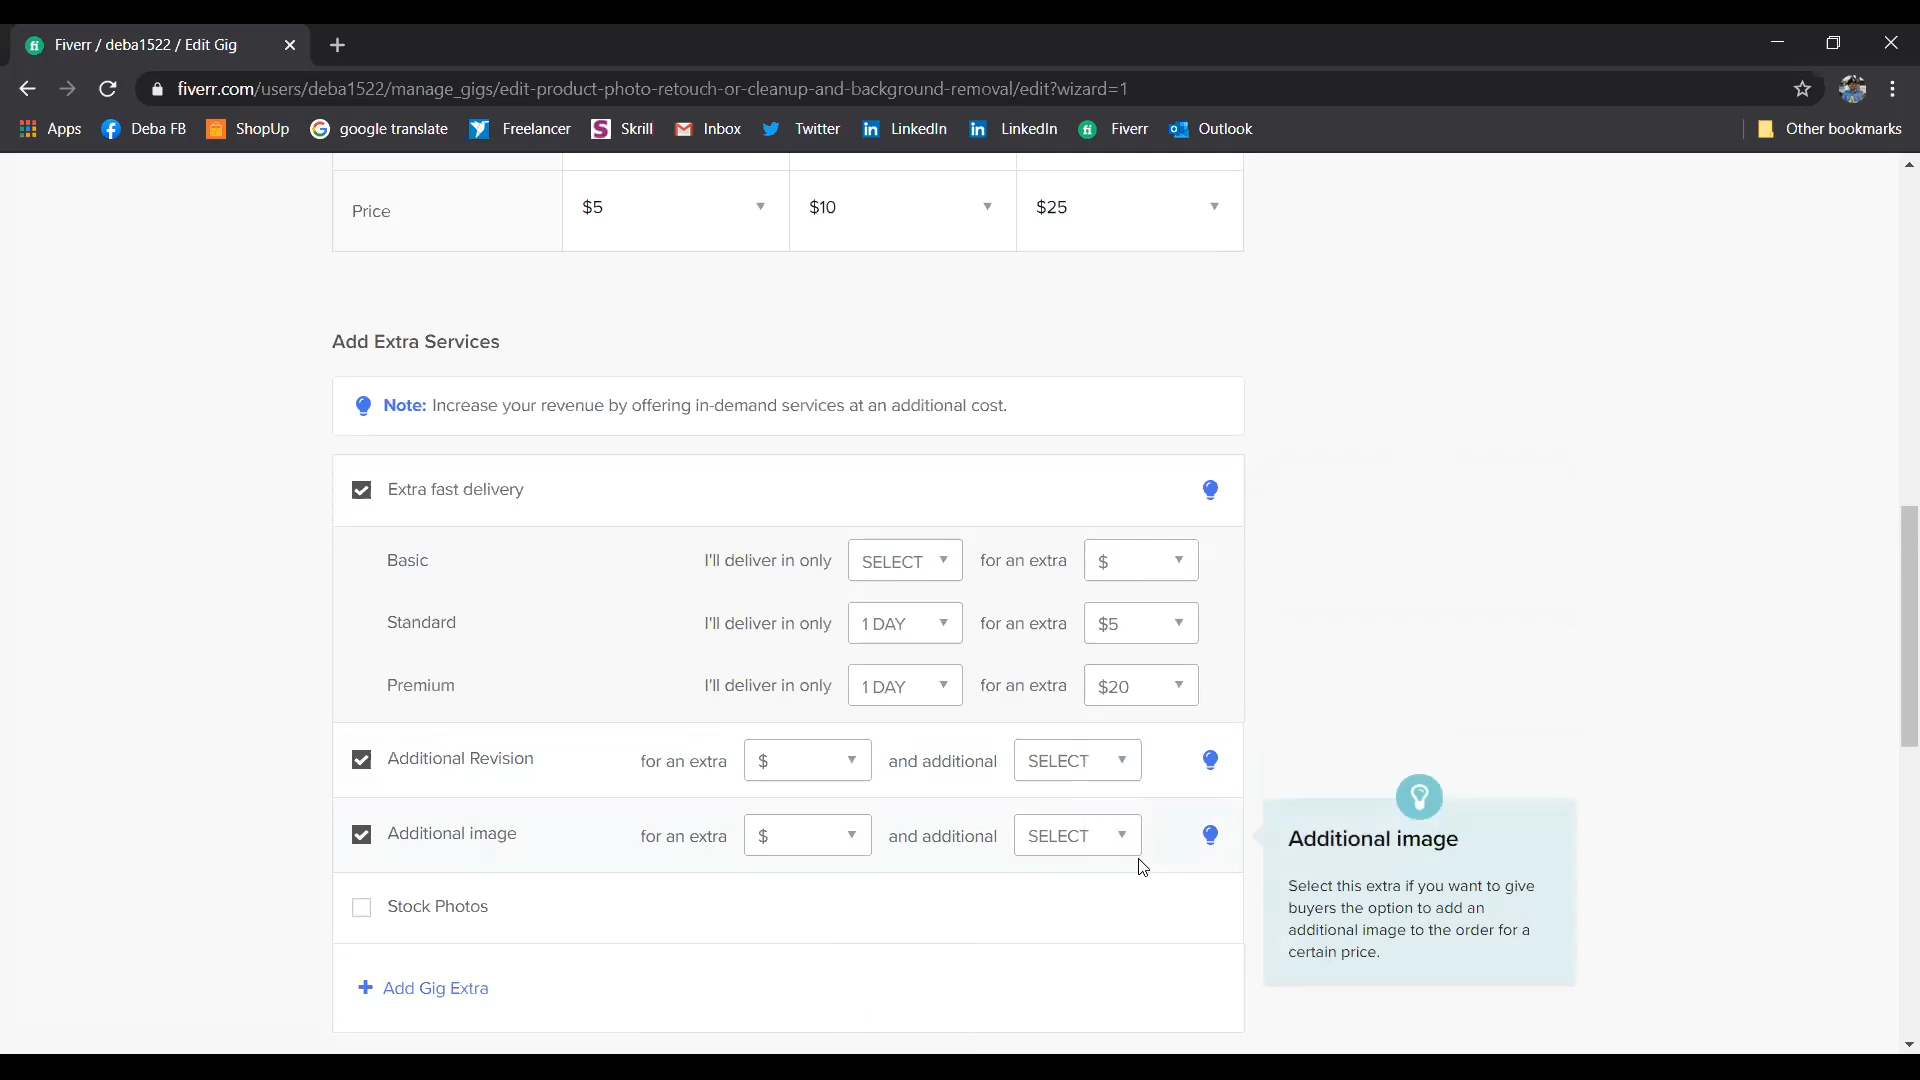 Fiverr / deba1522 / Edit Gig
fiverr.com/users/deba1522/manage_gigs/edit-product-photo-retouch-or-cleanup-and-background-removal/edit?wizard=1
Apps Deba FB ShopUp google translate Freelancer Skrill Inbox Twitter LinkedIn LinkedIn Fiverr Outlook Other bookmarks
Price $5 $10 $25
Add Extra Services
Note: Increase your revenue by offering in-demand services at an additional cost.
Extra fast delivery
Basic I'll deliver in only SELECT for an extra $
Standard I'll deliver in only 1 DAY for an extra $5
Premium I'll deliver in only 1 DAY for an extra $20
Additional Revision for an extra $ and additional SELECT
Additional image for an extra $ and additional SELECT
Stock Photos
+ Add Gig Extra
Additional image
Select this extra if you want to give
buyers the option to add an
additional image to the order for a
certain price.